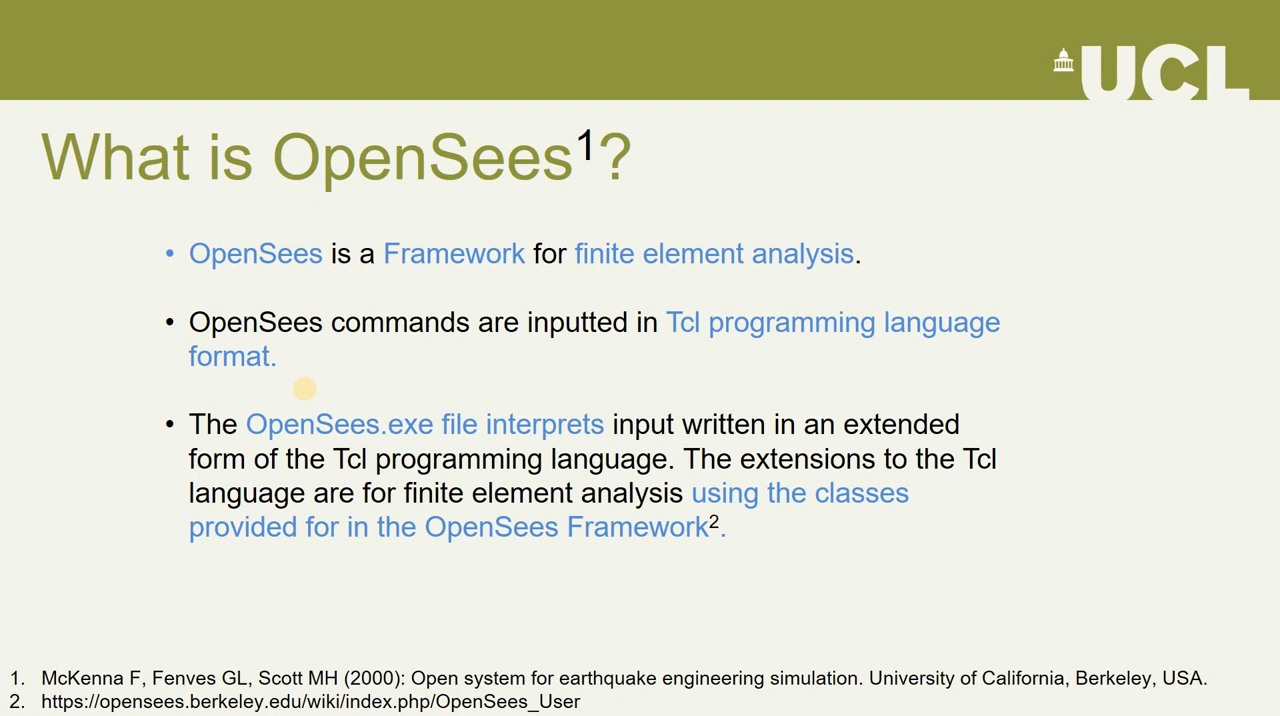 UCL
What is OpenSees¹?
• OpenSees is a Framework for finite element analysis.
• OpenSees commands are inputted in Tcl programming language
format.
• The OpenSees.exe file interprets input written in an extended
form of the Tcl programming language. The extensions to the Tcl
language are for finite element analysis using the classes
provided for in the OpenSees Framework².
1. McKenna F, Fenves GL, Scott MH (2000): Open system for earthquake engineering simulation. University of California, Berkeley, USA.
2. https://opensees.berkeley.edu/wiki/index.php/OpenSees_User